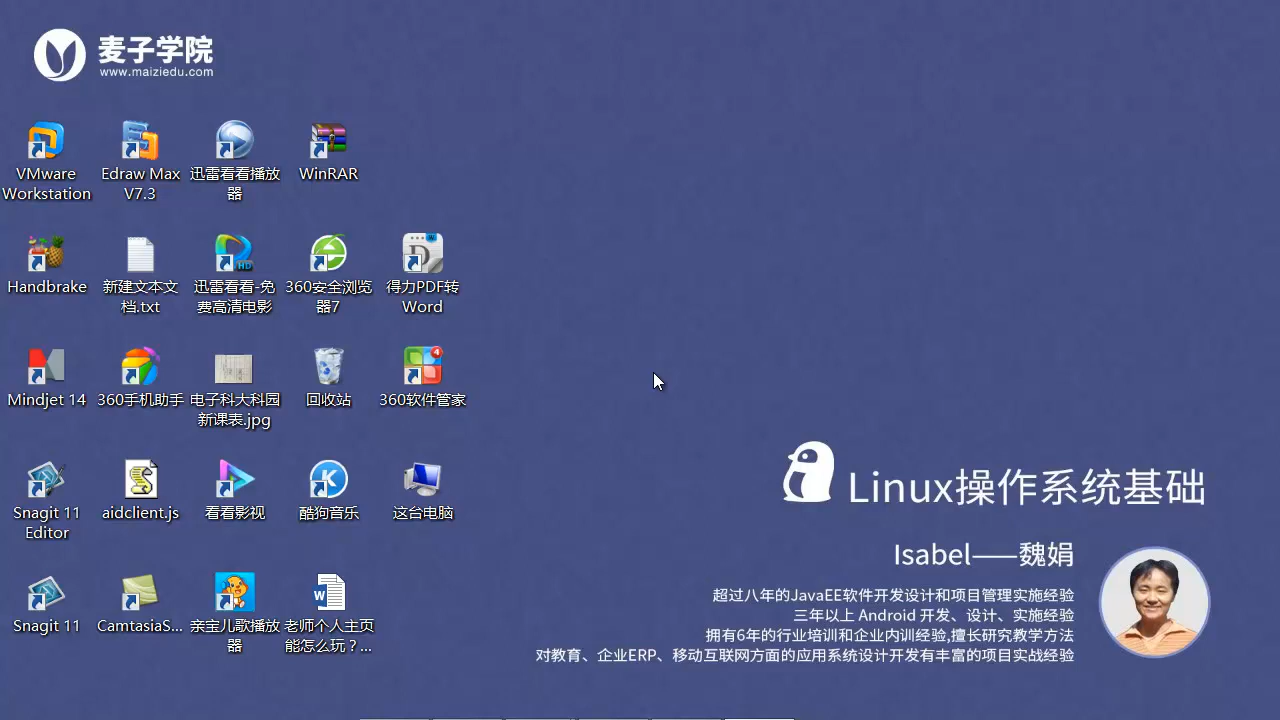 麦子学院
www.maiziedu.com
VMware
Workstation
Edraw Max
V7.3
迅雷看看播放
器
WinRAR
Handbrake
新建文本文
档.txt
迅雷看看-免
费高清电影
360安全浏览
器7
得力PDF转
Word
Mindjet 14
360手机助手
电子科大科园
新课表.jpg
回收站
4
360软件管家
Snagit 11
Editor
aidclient.js
看看影视
酷狗音乐
这台电脑
Snagit 11
CamtasiaS...
亲宝儿歌播放
器
老师个人主页
能怎么玩？...
Linux操作系统基础
Isabel——魏娟
超过八年的JavaEE软件开发设计和项目管理实施经验
三年以上 Android 开发、设计、实施经验
拥有6年的行业培训和企业内训经验,擅长研究教学方法
对教育、企业ERP、移动互联网方面的应用系统设计开发有丰富的项目实战经验